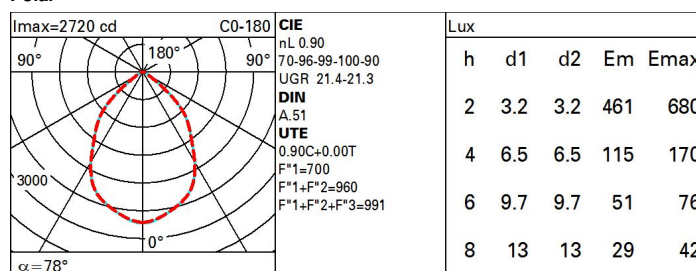 Imax=2720 cd C0-180
90° 180° 90°
3000
0°
α=78°
CIE
nL 0.90
70-96-99-100-90
UGR 21.4-21.3
DIN
A.51
UTE
0.90C+0.00T
F"1=700
F"1+F"2=960
F"1+F"2+F"3=991
Lux
h d1 d2 Em Emax
2 3.2 3.2 461 680
4 6.5 6.5 115 170
6 9.7 9.7 51 76
8 13 13 29 42